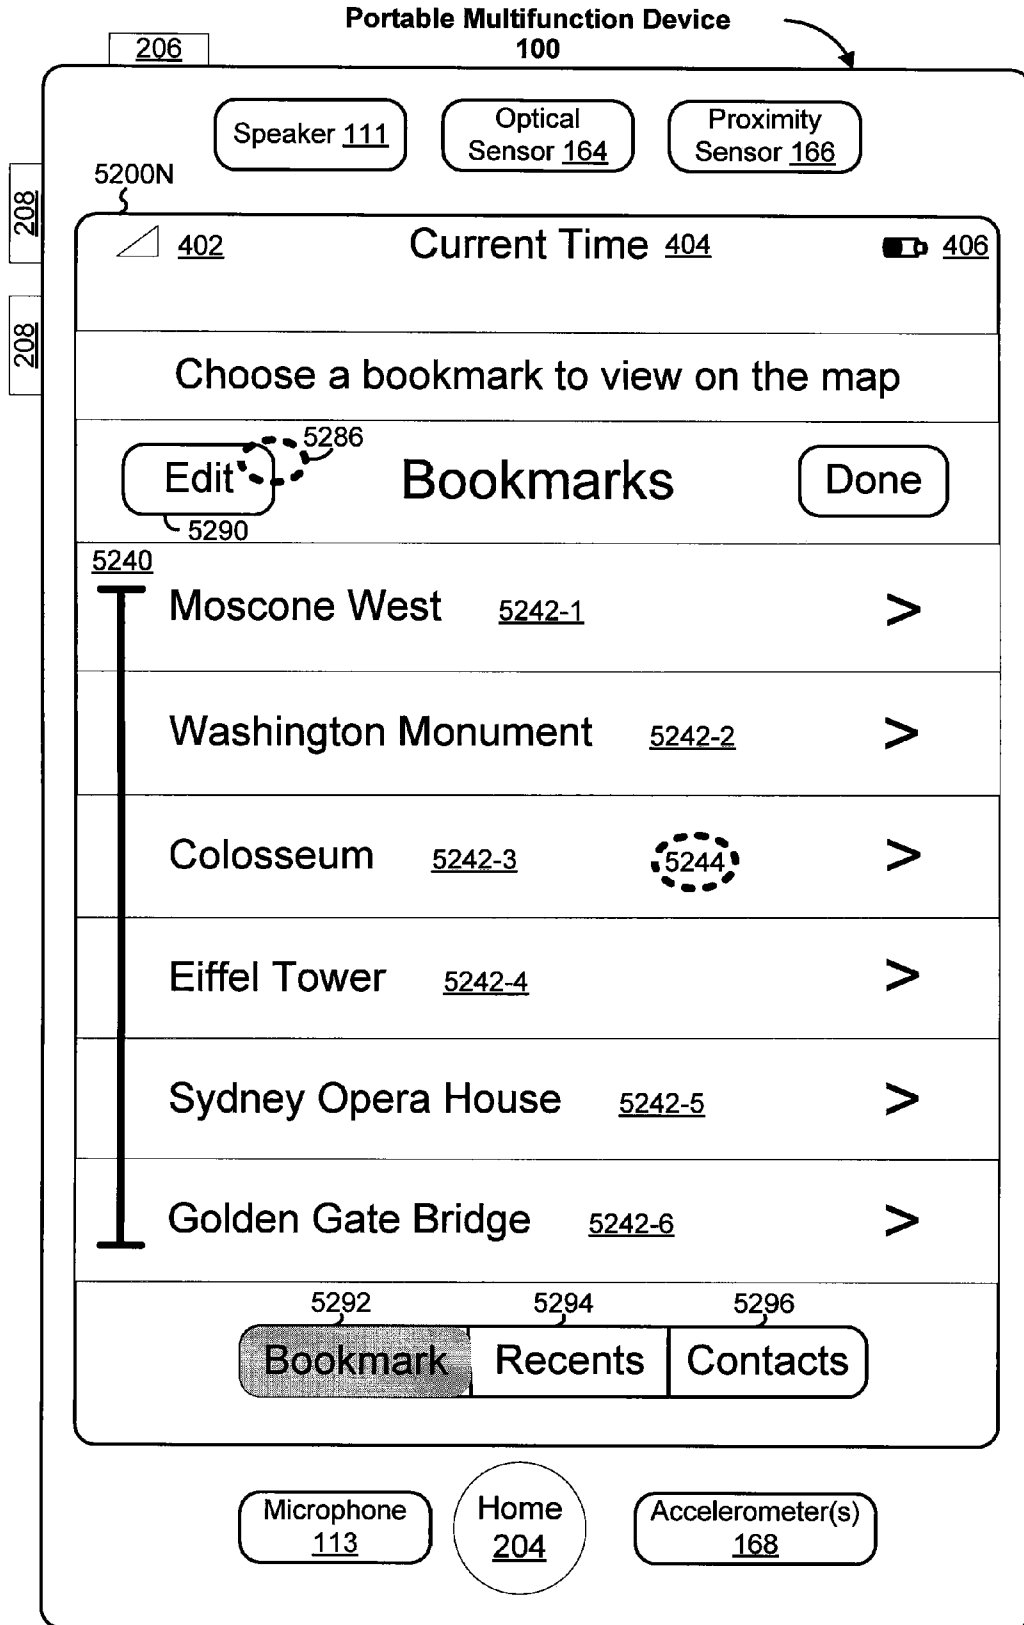 Portable Multifunction Device
100
206
Speaker 111
Optical
Sensor 164
Proximity
Sensor 166
5200N
208
208
402
Current Time 404
406
Choose a bookmark to view on the map
Edit
5286
Bookmarks
Done
5290
5240
Moscone West 5242-1 >
Washington Monument 5242-2 >
Colosseum 5242-3 5244 >
Eiffel Tower 5242-4 >
Sydney Opera House 5242-5 >
Golden Gate Bridge 5242-6 >
5292 5294 5296
Bookmark Recents Contacts
Microphone
113
Home
204
Accelerometer(s)
168